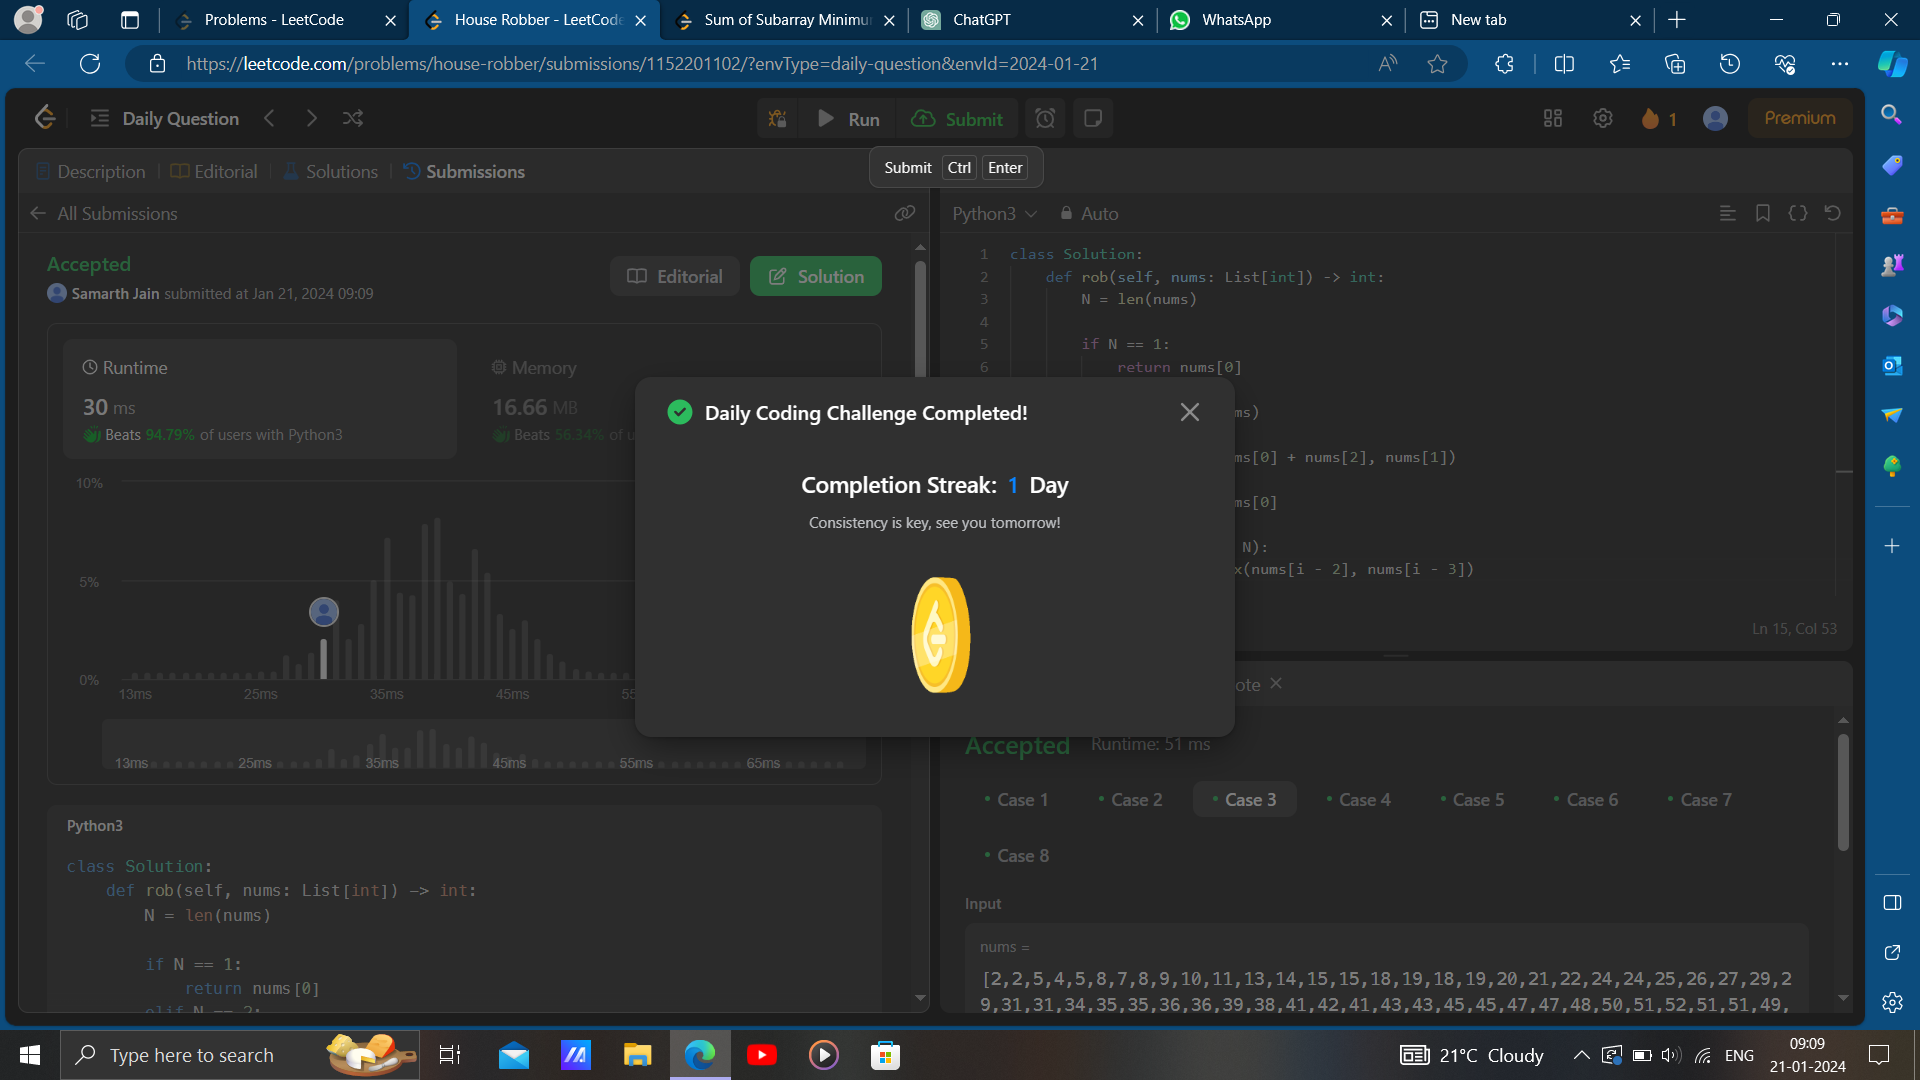 Problems - LeetCode
House Robber - LeetCode
Sum of Subarray Minimu
ChatGPT
WhatsApp
New tab
https://leetcode.com/problems/house-robber/submissions/1152201102/?envType=daily-question&envId=2024-01-21
Daily Question
Run
Submit
1
Premium
Submit Ctrl Enter
Description
Editorial
Solutions
Submissions
All Submissions
Python3
Auto
Accepted
Samarth Jain submitted at Jan 21, 2024 09:09
Editorial
Solution
Runtime
30 ms
Beats 94.79% of users with Python3
Memory
16.66 MB
Beats 56.34% of u
10%
5%
0%
13ms 25ms 35ms 45ms 55
13ms 25ms 35ms 45ms 55ms 65ms
Python3
class Solution:
def rob(self, nums: List[int]) -> int:
N = len(nums)
if N == 1:
return nums[0]
elif N == 2:
1 class Solution:
2 def rob(self, nums: List[int]) -> int:
3 N = len(nums)
4
5 if N == 1:
6 return nums[0]
ms)
ms[0] + nums[2], nums[1])
ms[0]
N):
x(nums[i - 2], nums[i - 3])
Ln 15, Col 53
Daily Coding Challenge Completed!
Completion Streak: 1 Day
Consistency is key, see you tomorrow!
ote
Accepted Runtime: 51 ms
Case 1
Case 2
Case 3
Case 4
Case 5
Case 6
Case 7
Case 8
Input
nums =
[2,2,5,4,5,8,7,8,9,10,11,13,14,15,15,18,19,18,19,20,21,22,24,24,25,26,27,29,2
9,31,31,34,35,35,36,36,39,38,41,42,41,43,43,45,45,47,47,48,50,51,52,51,51,49,
Type here to search
21°C Cloudy
ENG
09:09
21-01-2024